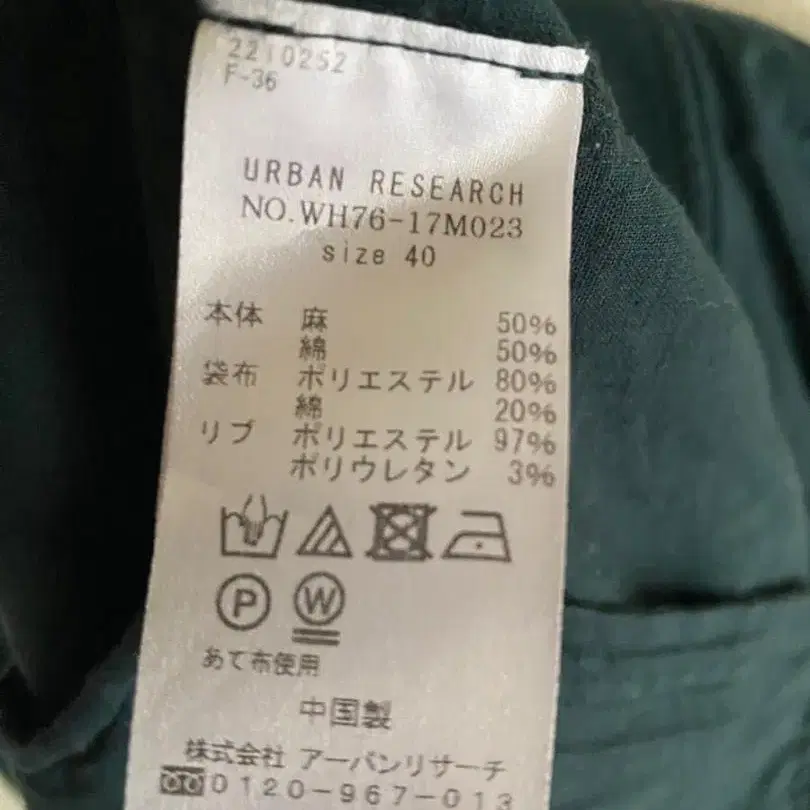 2210252
F-36
URBAN RESEARCH
NO.WH76-17M023
size 40
本体 麻 50%
綿 50%
袋布 ポリエステル 80%
綿 20%
リブ ポリエステル 97%
ポリウレタン 3%
P W
あて布使用
中国製
株式会社 アーバンリサーチ
0120-967-013